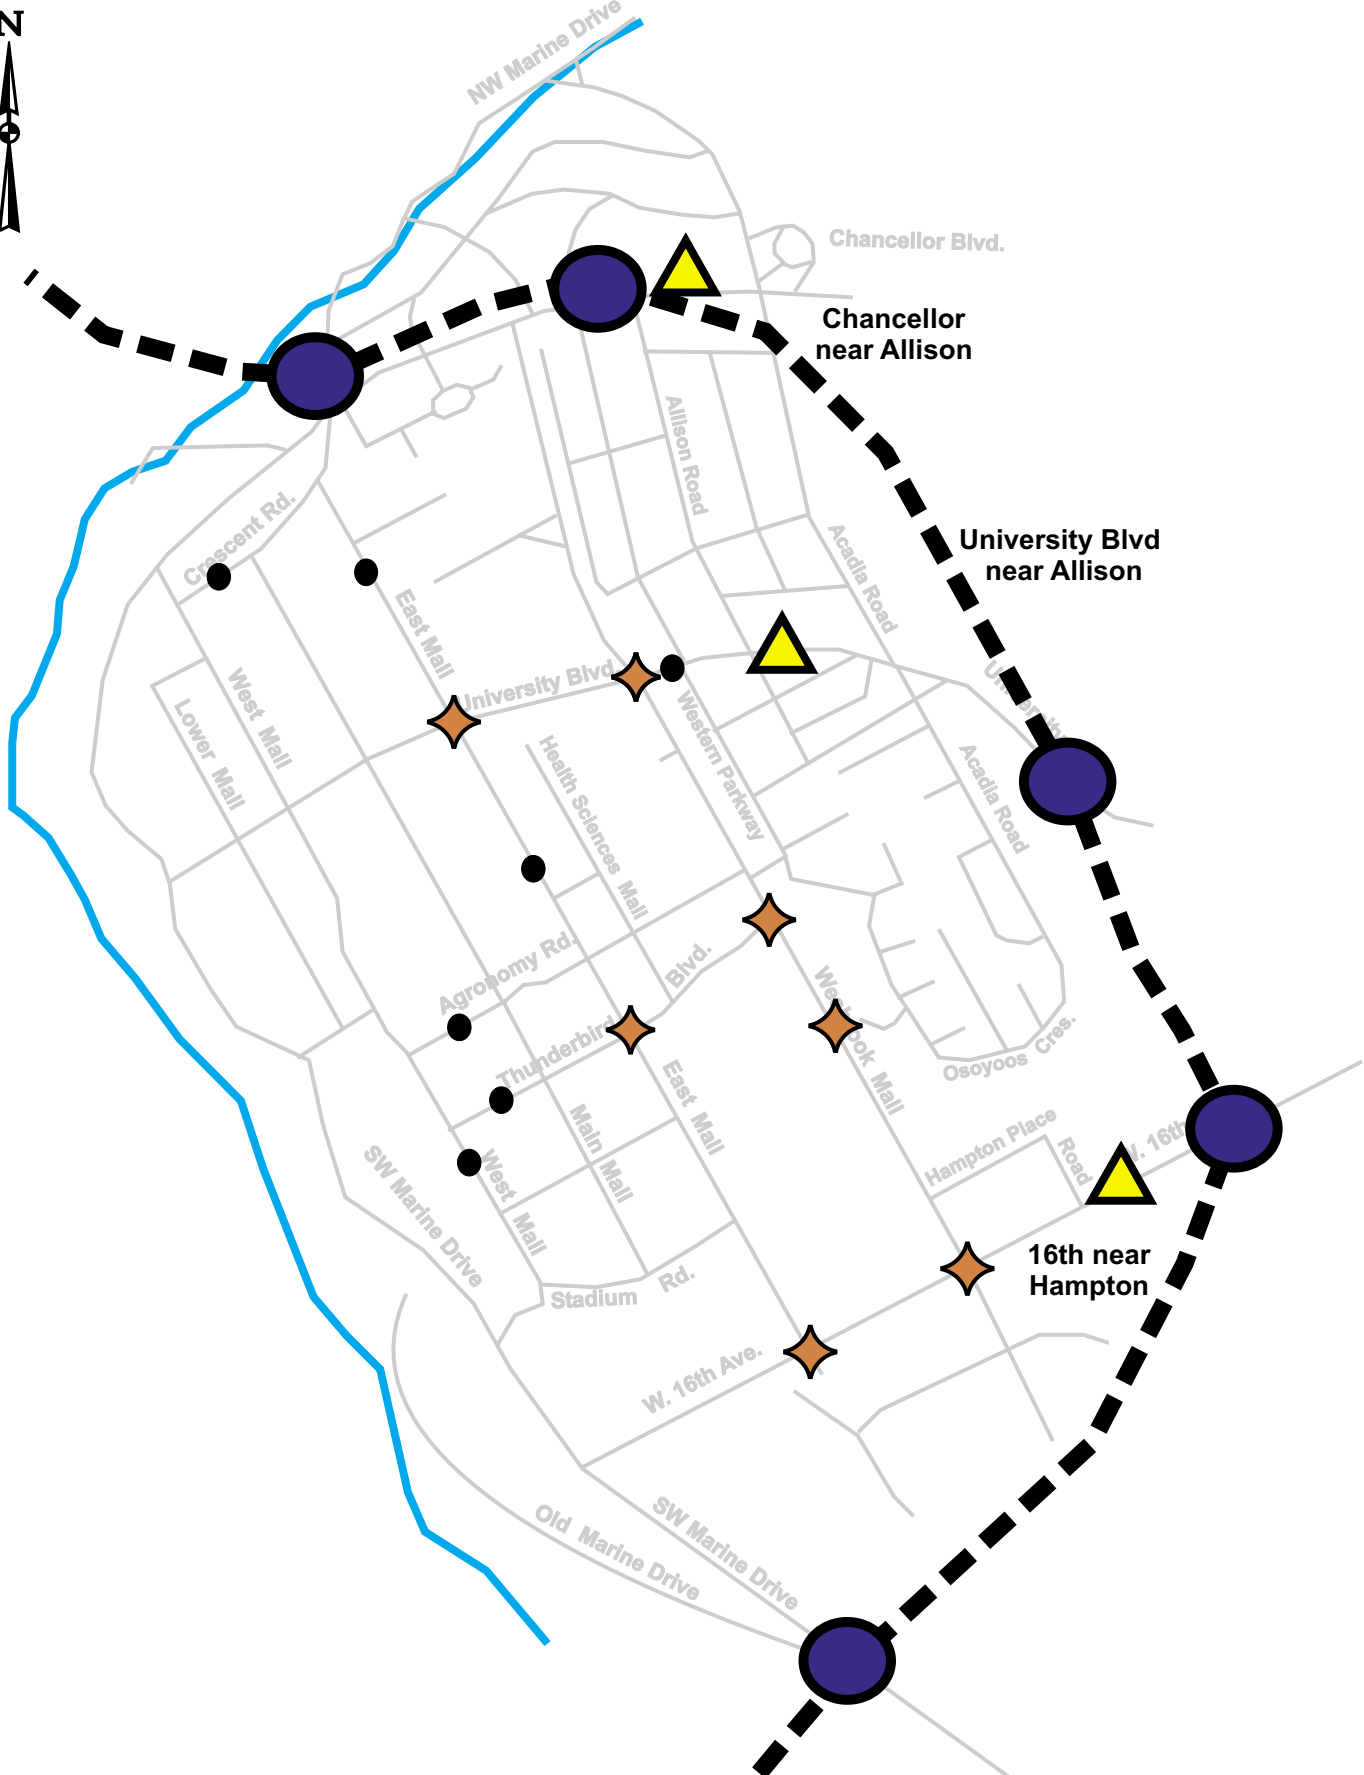 N
NW Marine Drive
Chancellor Blvd.
Chancellor
near Allison
Allison Road
Crescent Rd.
Acadia Road
University Blvd
near Allison
East Mall
West Mall
Lower Mall
University Blvd
University
Western Parkway
Health Sciences Mall
Acadia Road
Agronomy Rd.
Thunderbird
Blvd.
Mall
Osoyoos Cres.
East Mall
Main Mall
West Mall
SW Marine Drive
Hampton Place
Road
16th
16th near
Hampton
Stadium Rd.
W. 16th Ave.
Old Marine Drive
SW Marine Drive